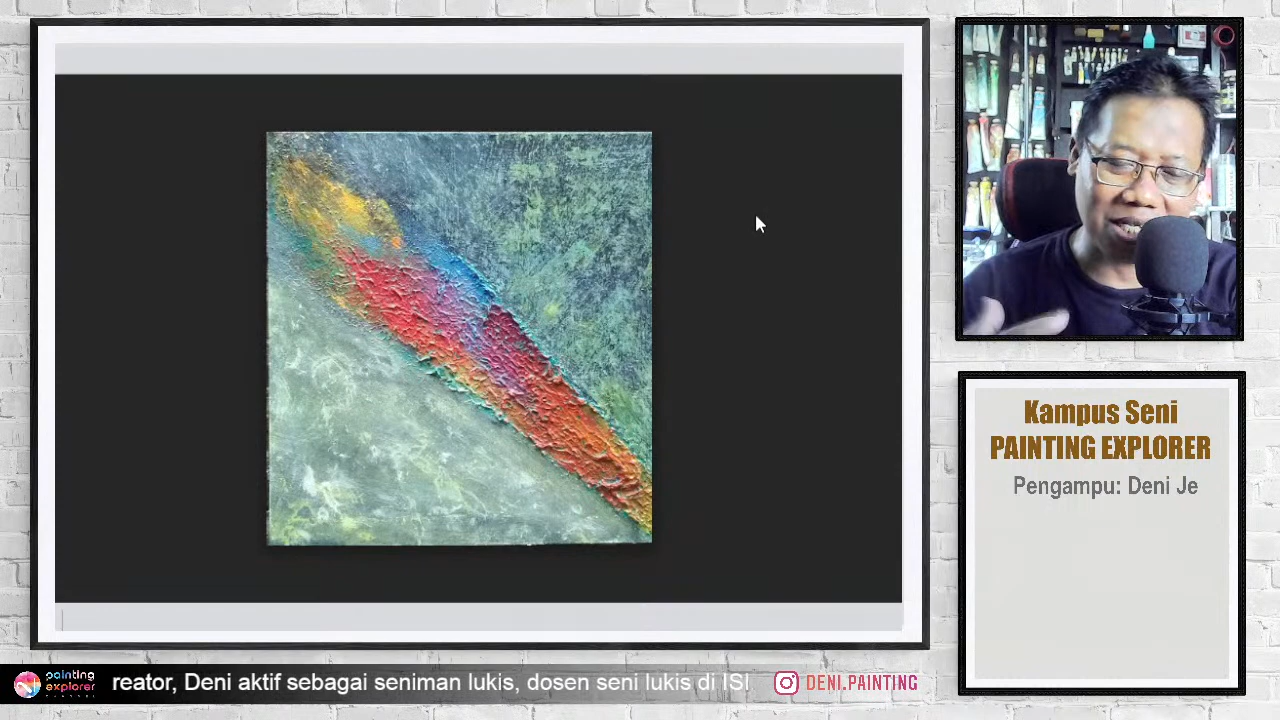 Kampus Seni
PAINTING EXPLORER
Pengampu: Deni Je
painting
explorer
reator, Deni aktif sebagai seniman lukis, dosen seni lukis di ISI
DENI.PAINTING